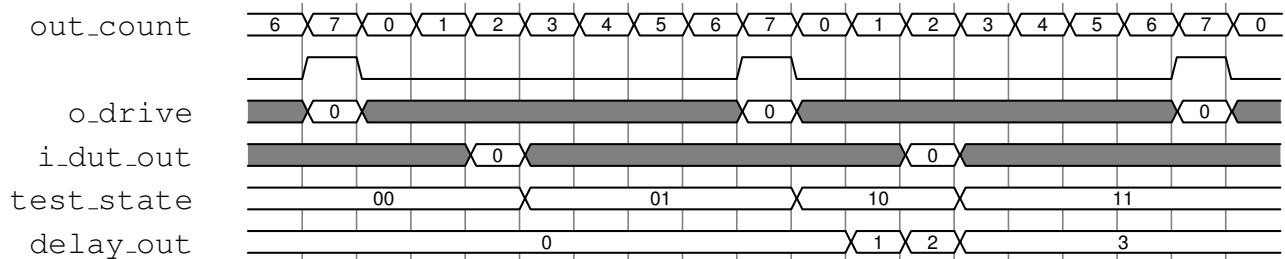 out_count 6 7 0 1 2 3 4 5 6 7 0 1 2 3 4 5 6 7 0
o_drive 0 0 0
i_dut_out 0 0
test_state 00 01 10 11
delay_out 0 1 2 3